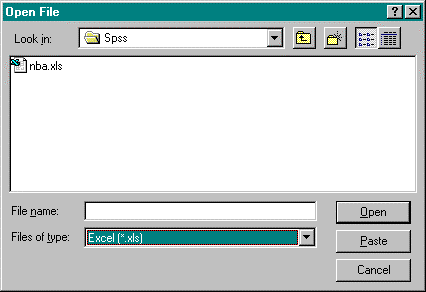 Open File
Look in: Spss
nba.xls
File name:
Open
Files of type: Excel (*.xls)
Paste
Cancel